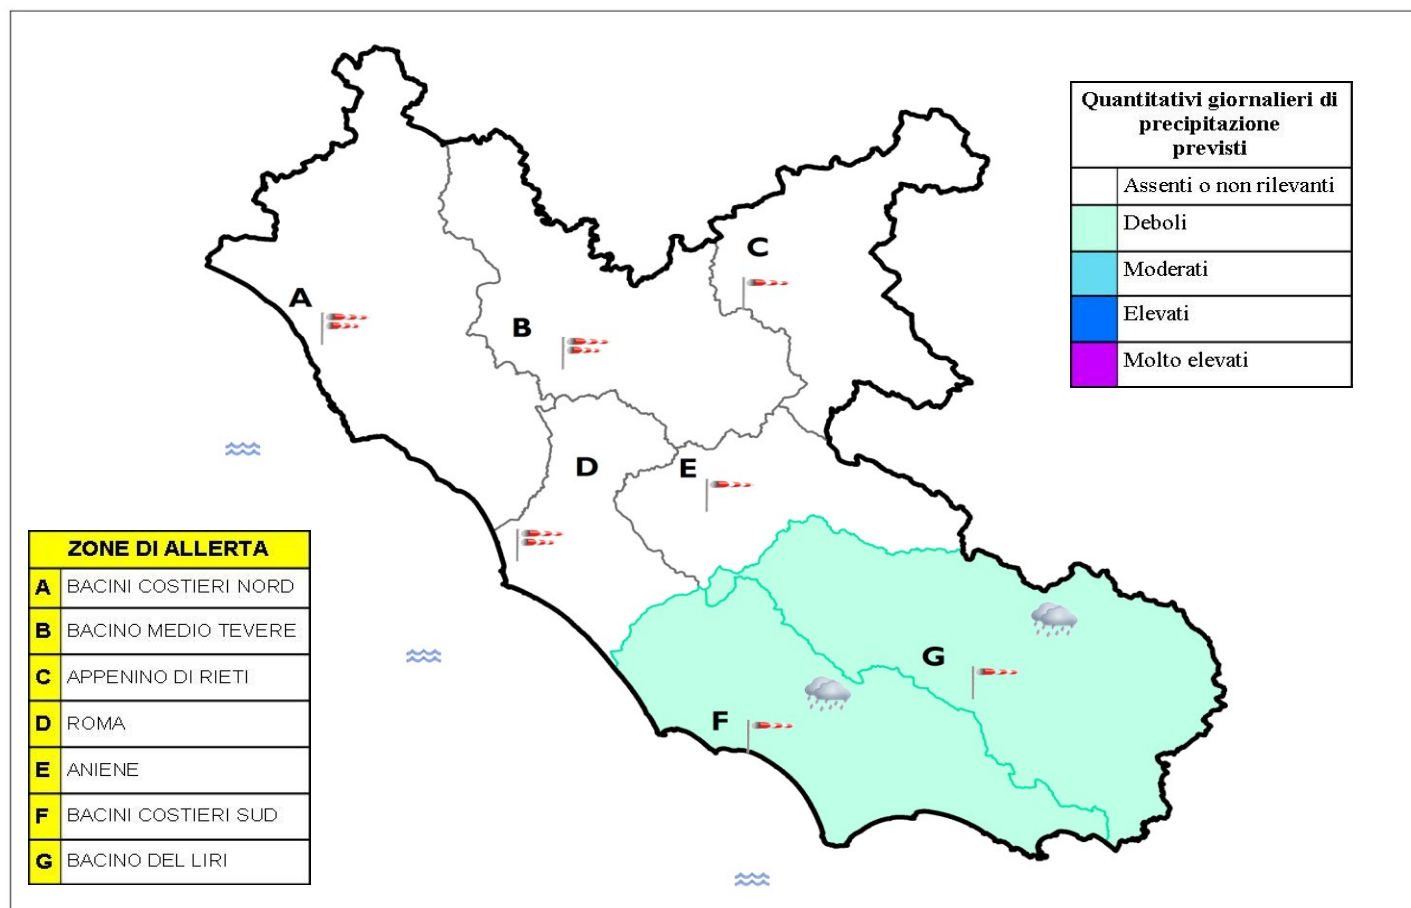 Quantitativi giornalieri di
precipitazione
previsti
Assenti o non rilevanti
Deboli
Moderati
Elevati
Molto elevati
C
A
B
D
E
G
F
ZONE DI ALLERTA
A BACINI COSTIERI NORD
B BACINO MEDIO TEVERE
C APPENINO DI RIETI
D ROMA
E ANIENE
F BACINI COSTIERI SUD
G BACINO DEL LIRI